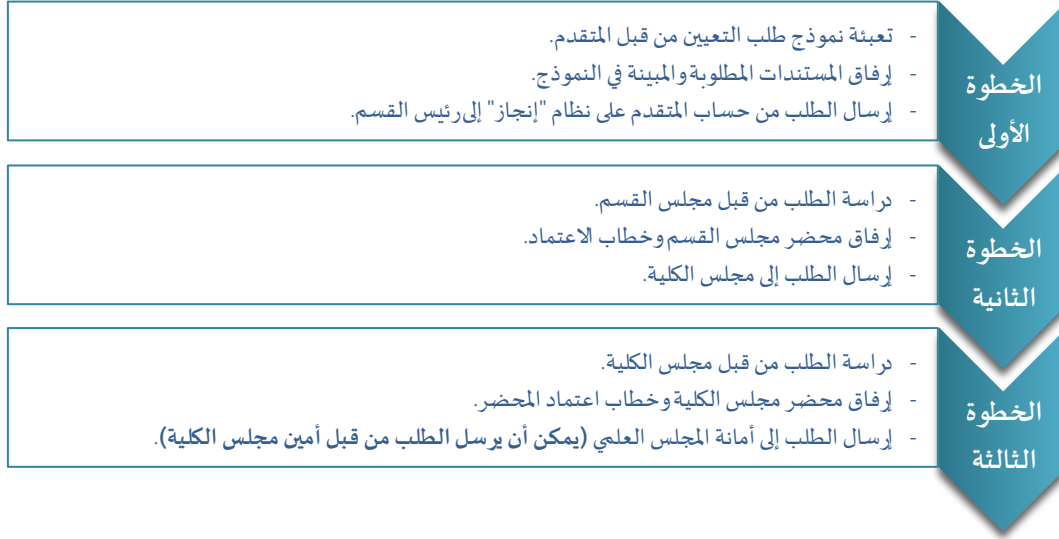 الخطوة
الأولى
- تعبئة نموذج طلب التعيين من قبل المتقدم.
- إرفاق المستندات المطلوبة والمبينة في النموذج.
- إرسال الطلب من حساب المتقدم على نظام "إنجاز" إلى رئيس القسم.
الخطوة
الثانية
- دراسة الطلب من قبل مجلس القسم.
- إرفاق محضر مجلس القسم وخطاب الاعتماد.
- إرسال الطلب إلى مجلس الكلية.
الخطوة
الثالثة
- دراسة الطلب من قبل مجلس الكلية.
- إرفاق محضر مجلس الكلية وخطاب اعتماد المحضر.
- إرسال الطلب إلى أمانة المجلس العلمي (يمكن أن يرسل الطلب من قبل أمين مجلس الكلية).